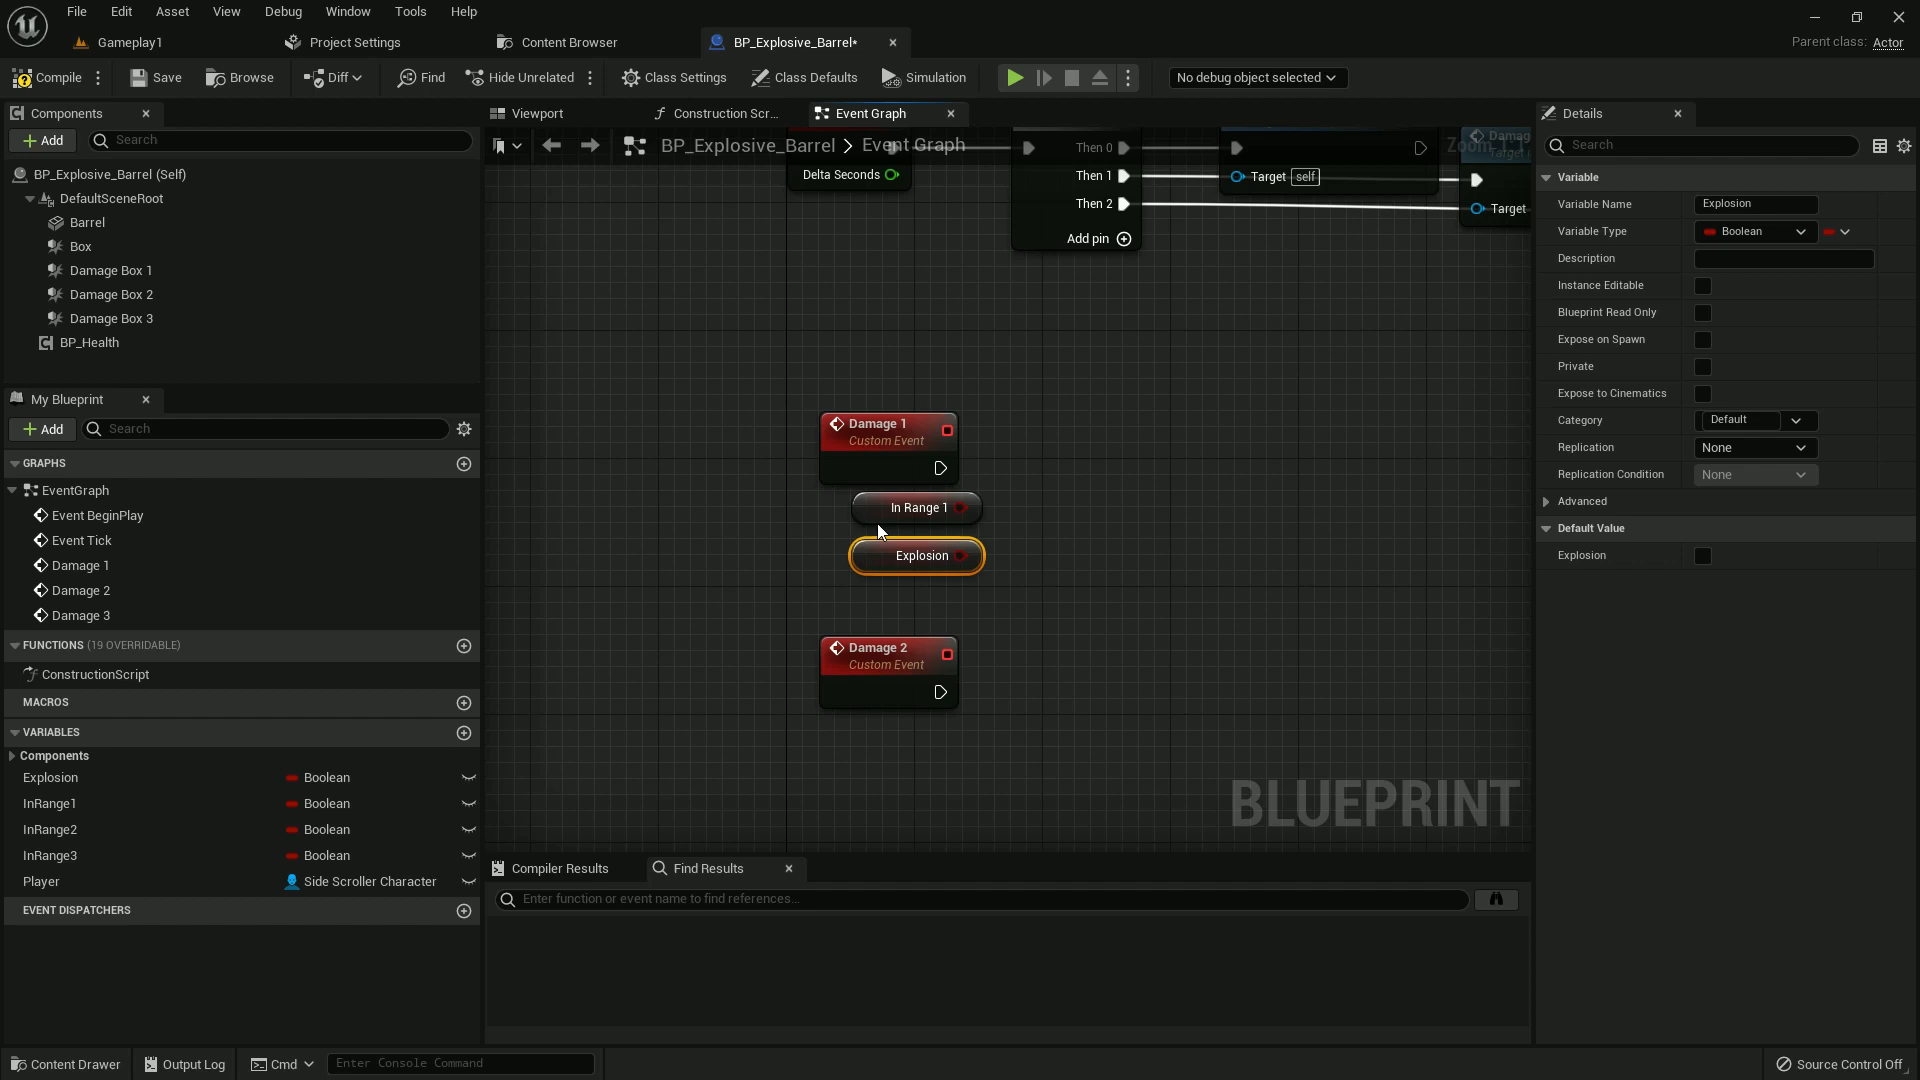 File Edit Asset View Debug Window Tools Help
Gameplay1 Project Settings Content Browser BP_Explosive_Barrel*
Parent class: Actor
Compile Save Browse Diff Find Hide Unrelated Class Settings Class Defaults Simulation No debug object selected
Components
Add Search
BP_Explosive_Barrel (Self)
DefaultSceneRoot
Barrel
Box
Damage Box 1
Damage Box 2
Damage Box 3
BP_Health
My Blueprint
Add Search
GRAPHS
EventGraph
Event BeginPlay
Event Tick
Damage 1
Damage 2
Damage 3
FUNCTIONS (19 OVERRIDABLE)
ConstructionScript
MACROS
VARIABLES
Components
Explosion Boolean
InRange1 Boolean
InRange2 Boolean
InRange3 Boolean
Player Side Scroller Character
EVENT DISPATCHERS
Viewport Construction Scr... Event Graph
BP_Explosive_Barrel > Event Graph
Zoom 1:1
Delta Seconds
Then 0
Then 1
Then 2
Add pin
Target self
Target
Damage 1
Custom Event
In Range 1
Explosion
Damage 2
Custom Event
BLUEPRINT
Compiler Results Find Results
Enter function or event name to find references...
Details
Search
Variable
Variable Name Explosion
Variable Type Boolean
Description
Instance Editable
Blueprint Read Only
Expose on Spawn
Private
Expose to Cinematics
Category Default
Replication None
Replication Condition None
Advanced
Default Value
Explosion
Content Drawer Output Log Cmd Enter Console Command Source Control Off